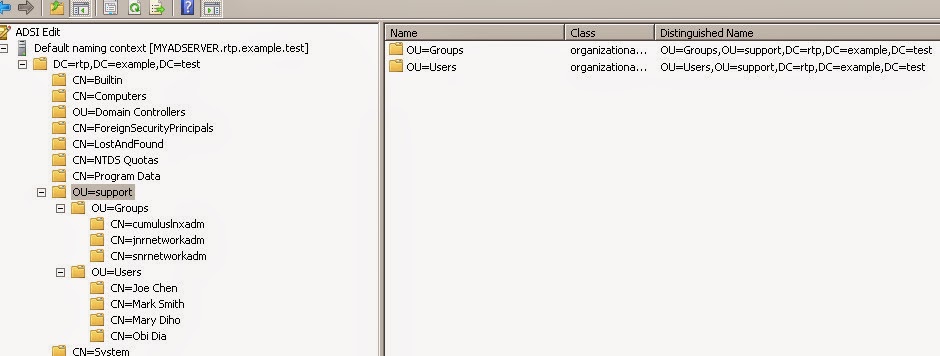 ADSI Edit
Default naming context [MYADSERVER.rtp.example.test]
DC=rtp,DC=example,DC=test
CN=Builtin
CN=Computers
OU=Domain Controllers
CN=ForeignSecurityPrincipals
CN=LostAndFound
CN=NTDS Quotas
CN=Program Data
OU=support
OU=Groups
CN=cumuluslnxadm
CN=jnrnetworkadm
CN=snrnetworkadm
OU=Users
CN=Joe Chen
CN=Mark Smith
CN=Mary Diho
CN=Obi Dia
CN=System
Name Class Distinguished Name
OU=Groups organizationa... OU=Groups,OU=support,DC=rtp,DC=example,DC=test
OU=Users organizationa... OU=Users,OU=support,DC=rtp,DC=example,DC=test